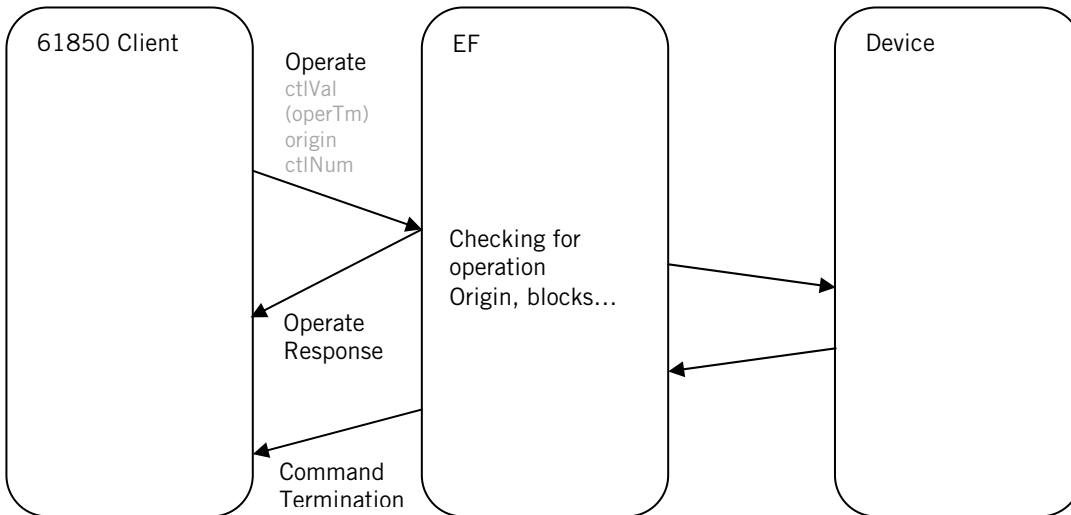 61850 Client
Operate
ctlVal
(operTm)
origin
ctlNum
Operate
Response
Command
Termination
EF
Checking for
operation
Origin, blocks...
Device